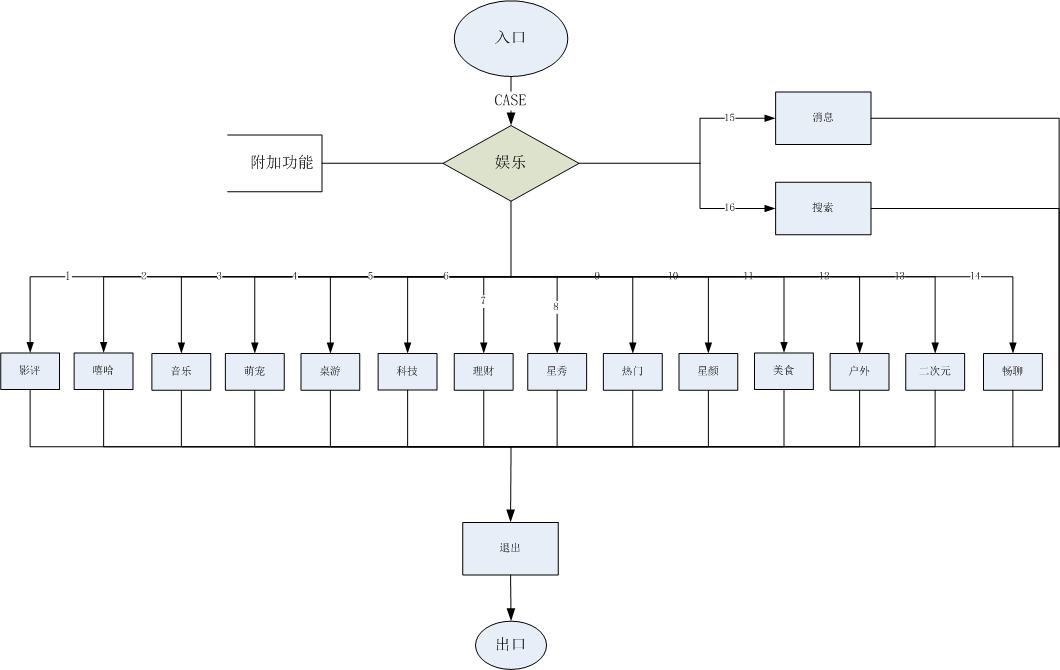 入口
CASE
附加功能
娱乐
15
消息
16
搜索
1
2
3
4
5
6
7
8
9
10
11
12
13
14
影评
嘻哈
音乐
萌宠
桌游
科技
理财
星秀
热门
星颜
美食
户外
二次元
畅聊
退出
出口